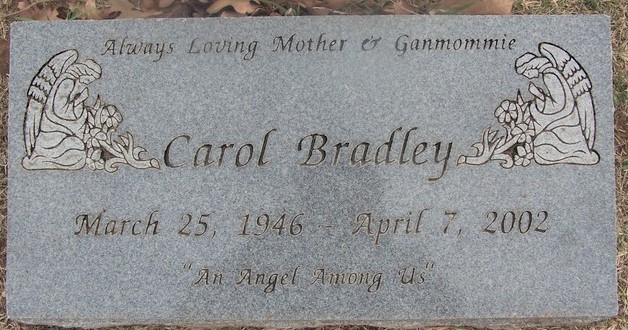 Always Loving Mother & Ganmommie
Carol Bradley
March 25, 1946 - April 7, 2002
"An Angel Among Us"